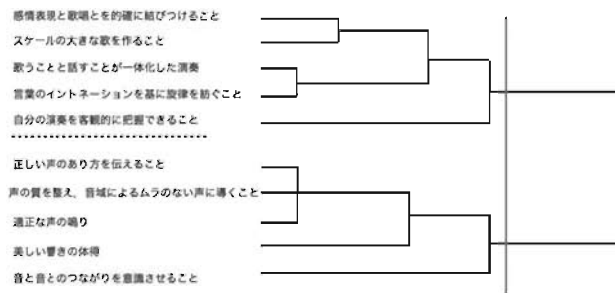 感情表現と歌唱とを的確に結びつけること
スケールの大きな歌を作ること
歌うことと話すことが一体化した演奏
言葉のイントネーションを基に旋律を紡ぐこと
自分の演奏を客観的に把握できること
正しい声のあり方を伝えること
声の質を整え、音域によるムラのない声に導くこと
適正な声の鳴り
美しい響きの体得
音と音とのつながりを意識させること